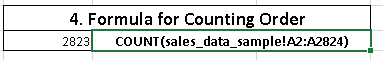 4. Formula for Counting Order
2823 COUNT(sales_data_sample!A2:A2824)